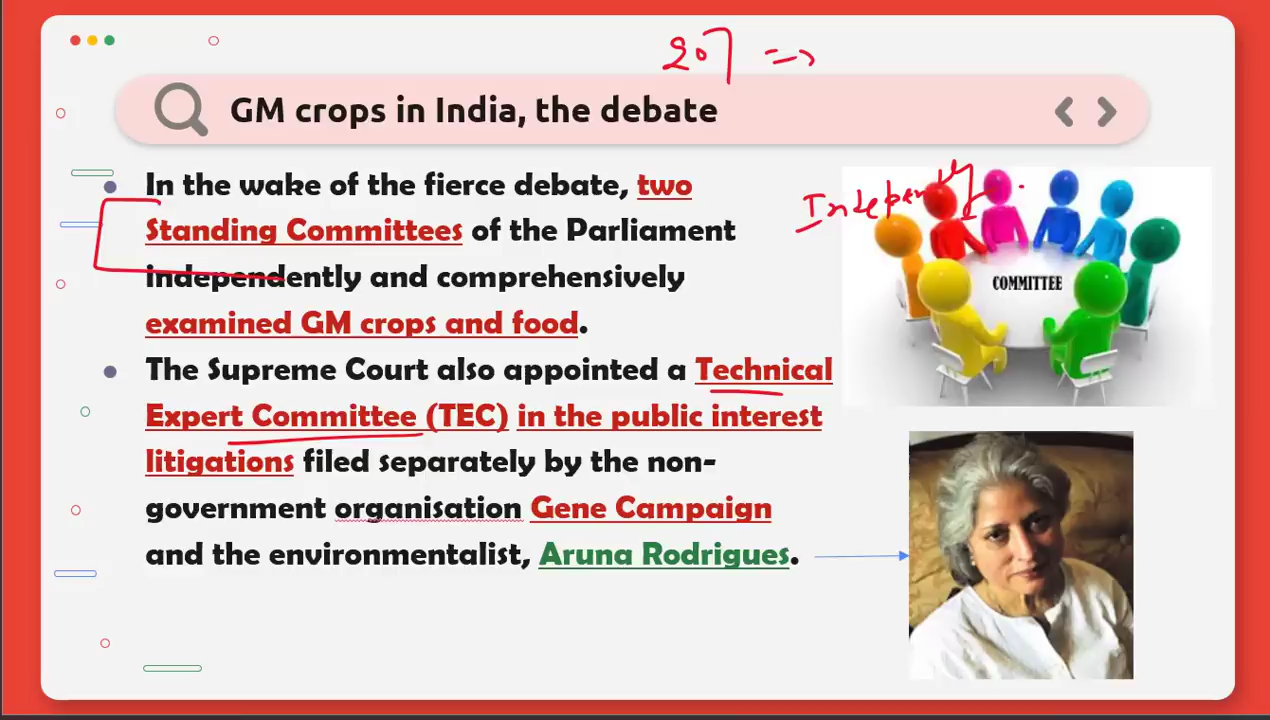 207 =>
GM crops in India, the debate
In the wake of the fierce debate, two
Standing Committees of the Parliament
independently and comprehensively
examined GM crops and food.
The Supreme Court also appointed a Technical
Expert Committee (TEC) in the public interest
litigations filed separately by the non-
government organisation Gene Campaign
and the environmentalist, Aruna Rodrigues.
COMMITTEE